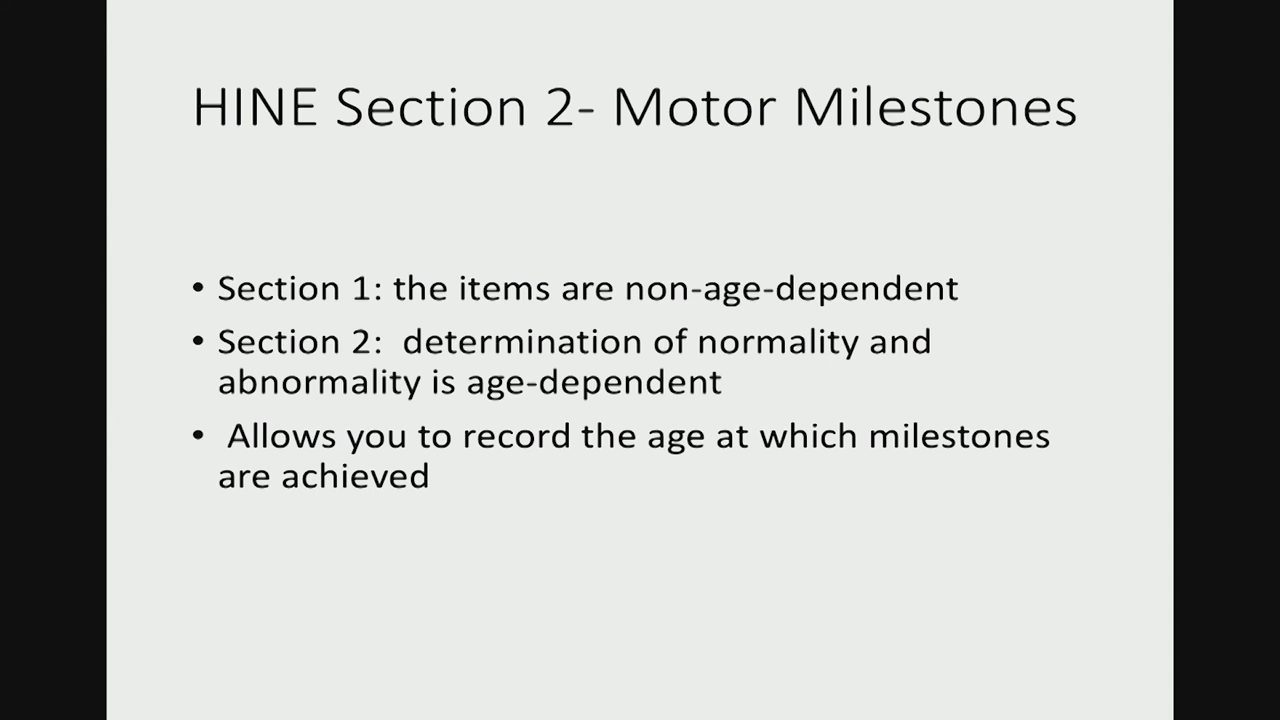 HINE Section 2- Motor Milestones
• Section 1: the items are non-age-dependent
• Section 2:  determination of normality and
abnormality is age-dependent
•  Allows you to record the age at which milestones
are achieved